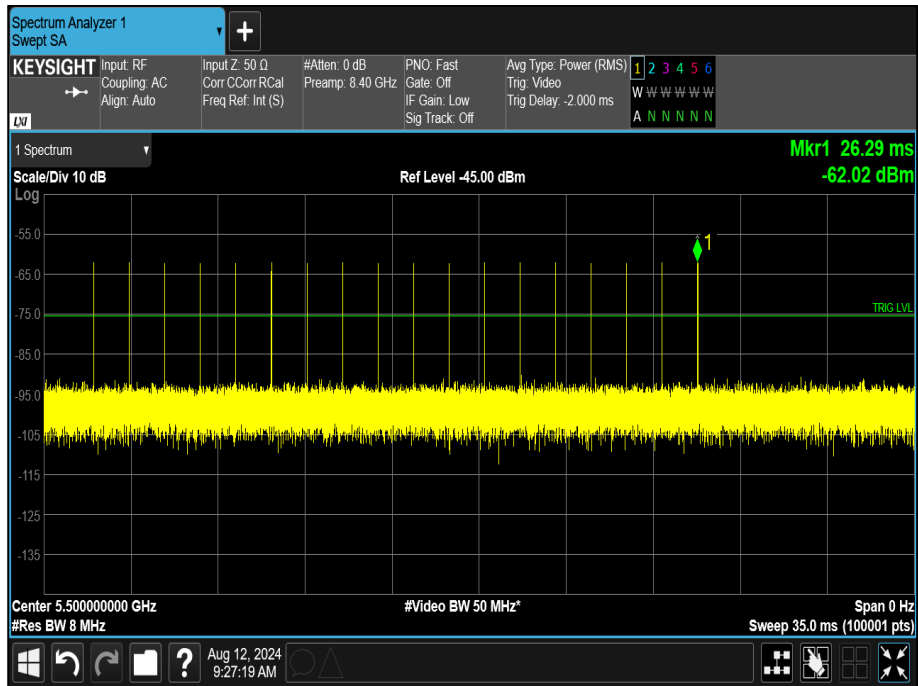 Spectrum Analyzer 1
Swept SA
KEYSIGHT
LXI
Input: RF
Coupling: AC
Align: Auto
Input Z: 50 Ω
Corr CCorr RCal
Freq Ref: Int (S)
#Atten: 0 dB
Preamp: 8.40 GHz
PNO: Fast
Gate: Off
IF Gain: Low
Sig Track: Off
Avg Type: Power (RMS)
Trig: Video
Trig Delay: -2.000 ms
1 2 3 4 5 6
W W W W W W
A N N N N N
1 Spectrum
Mkr1 26.29 ms
-62.02 dBm
Scale/Div 10 dB
Ref Level -45.00 dBm
Log
1
-55.0
-65.0
-75.0
TRIG LVL
-85.0
-95.0
-105
-115
-125
-135
Center 5.500000000 GHz
#Video BW 50 MHz*
Span 0 Hz
#Res BW 8 MHz
Sweep 35.0 ms (100001 pts)
?
Aug 12, 2024
9:27:19 AM